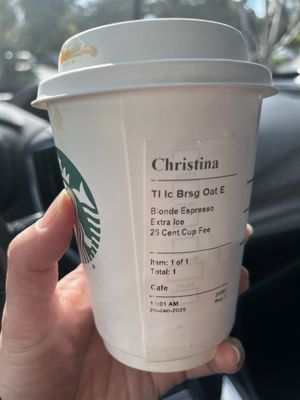 Christina
Tl Ic Brsg Oat E
Blonde Espresso
Extra Ice
25 Cent Cup Fee
Item: 1 of 1
Total: 1
Cafe
11:01 AM
26-Jan-2025